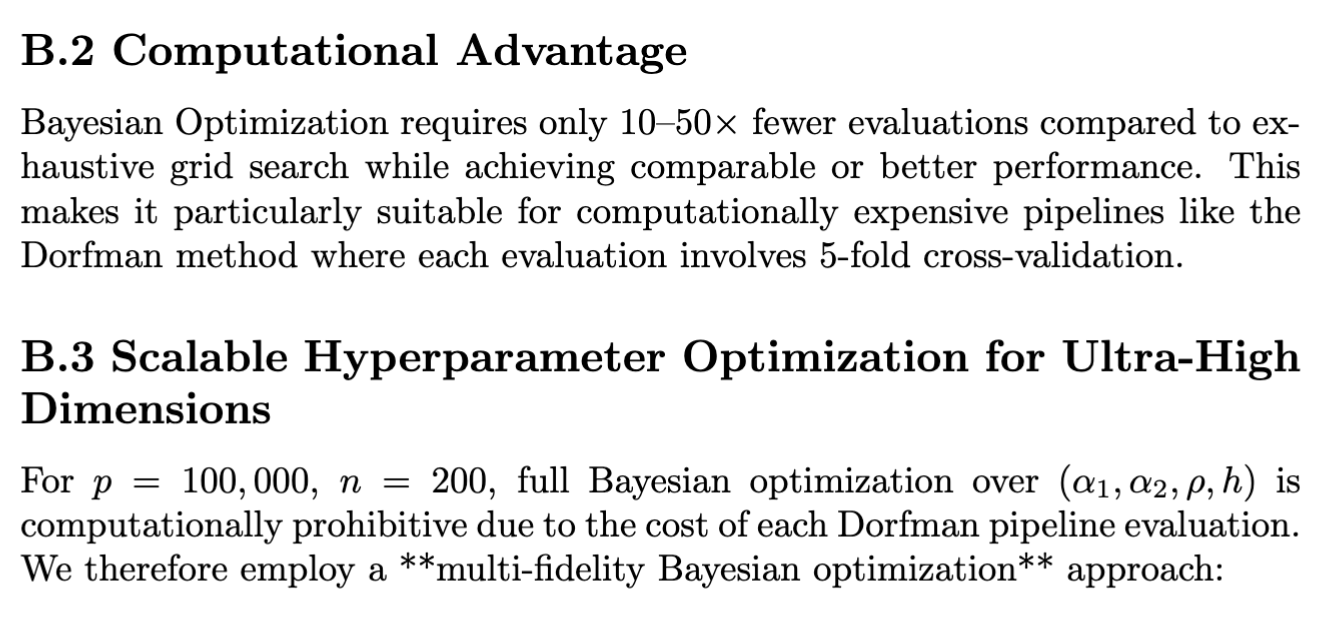 B.2 Computational Advantage
Bayesian Optimization requires only 10–50× fewer evaluations compared to ex-
haustive grid search while achieving comparable or better performance. This
makes it particularly suitable for computationally expensive pipelines like the
Dorfman method where each evaluation involves 5-fold cross-validation.
B.3 Scalable Hyperparameter Optimization for Ultra-High
Dimensions
For p = 100,000, n = 200, full Bayesian optimization over (α₁, α₂, ρ, h) is
computationally prohibitive due to the cost of each Dorfman pipeline evaluation.
We therefore employ a **multi-fidelity Bayesian optimization** approach: